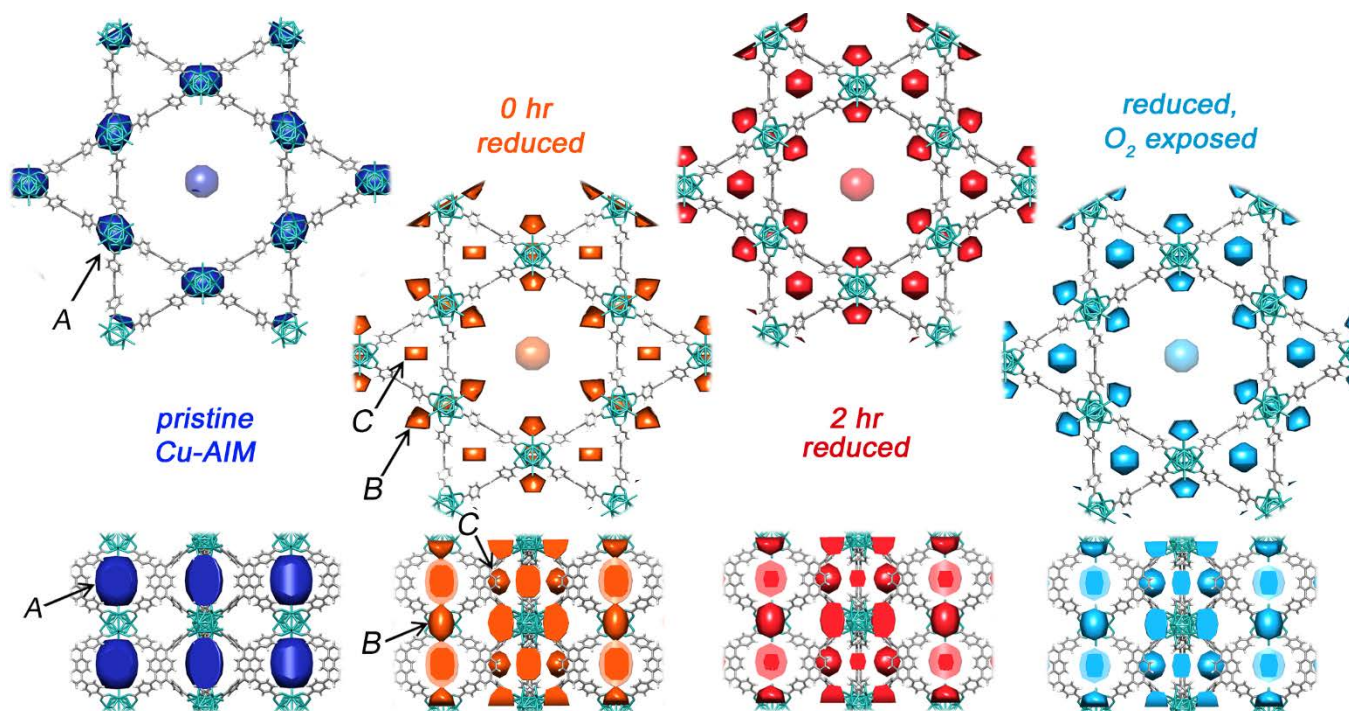 0 hr
reduced
reduced,
O2 exposed
A
pristine
Cu-AIM
C
B
2 hr
reduced
C
A
B